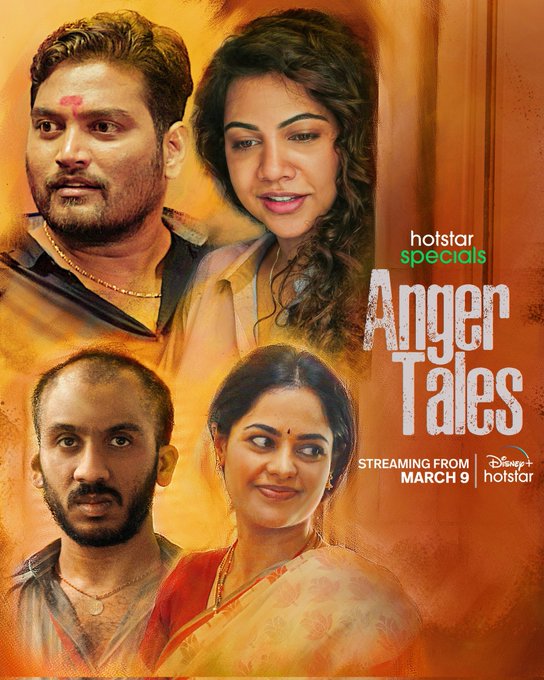 hotstar
specials
Anger
Tales
STREAMING FROM
MARCH 9
Disney+
hotstar